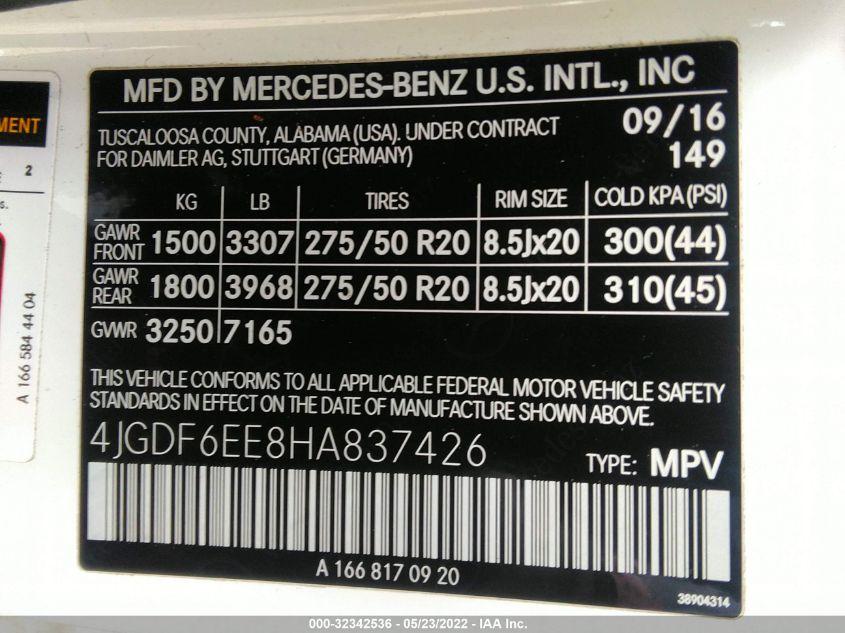 MENT
2
s.
A 166 584 44 04
MFD BY MERCEDES-BENZ U.S. INTL., INC
TUSCALOOSA COUNTY, ALABAMA (USA). UNDER CONTRACT
FOR DAIMLER AG, STUTTGART (GERMANY)
09/16
149
KG LB TIRES RIM SIZE COLD KPA (PSI)
GAWR FRONT 1500 3307 275/50 R20 8.5Jx20 300(44)
GAWR REAR 1800 3968 275/50 R20 8.5Jx20 310(45)
GVWR 3250 7165
THIS VEHICLE CONFORMS TO ALL APPLICABLE FEDERAL MOTOR VEHICLE SAFETY
STANDARDS IN EFFECT ON THE DATE OF MANUFACTURE SHOWN ABOVE.
4JGDF6EE8HA837426
TYPE: MPV
A 166 817 09 20
38904314
000-32342536 - 05/23/2022 - IAA Inc.